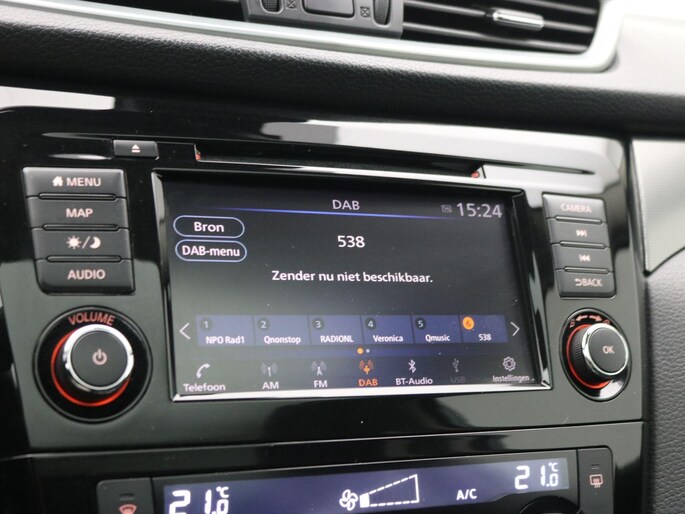 MENU
MAP
AUDIO
VOLUME
DAB
15:24
Bron
DAB-menu
538
Zender nu niet beschikbaar.
1 2 3 4 5 6
NPO Rad1 Qnonstop RADIONL Veronica Qmusic 538
Telefoon AM FM DAB BT-Audio USB Instellingen
CAMERA
BACK
OK
21.0°C A/C 21.0°C